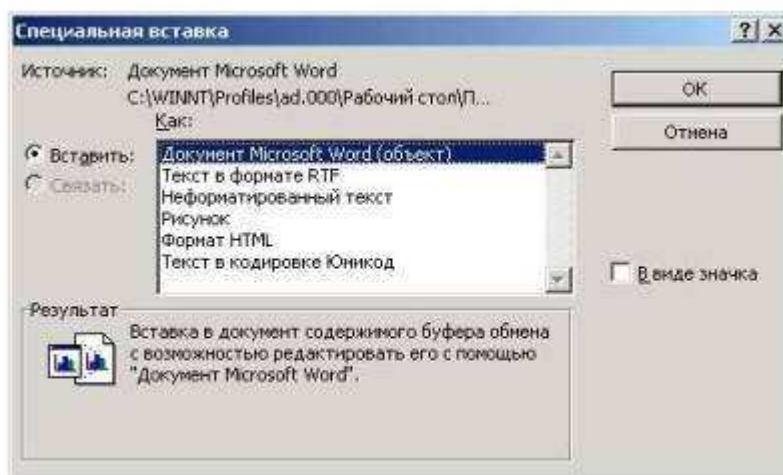 Специальная вставка
Источник: Документ Microsoft Word
C:\WINNT\Profiles\ad.000\Рабочий стол\П...
Как:
Вставить:
Связать:
Документ Microsoft Word (объект)
Текст в формате RTF
Неформатированный текст
Рисунок
Формат HTML
Текст в кодировке Юникод
OK
Отмена
В виде значка
Результат
Вставка в документ содержимого буфера обмена
с возможностью редактировать его с помощью
"Документ Microsoft Word".